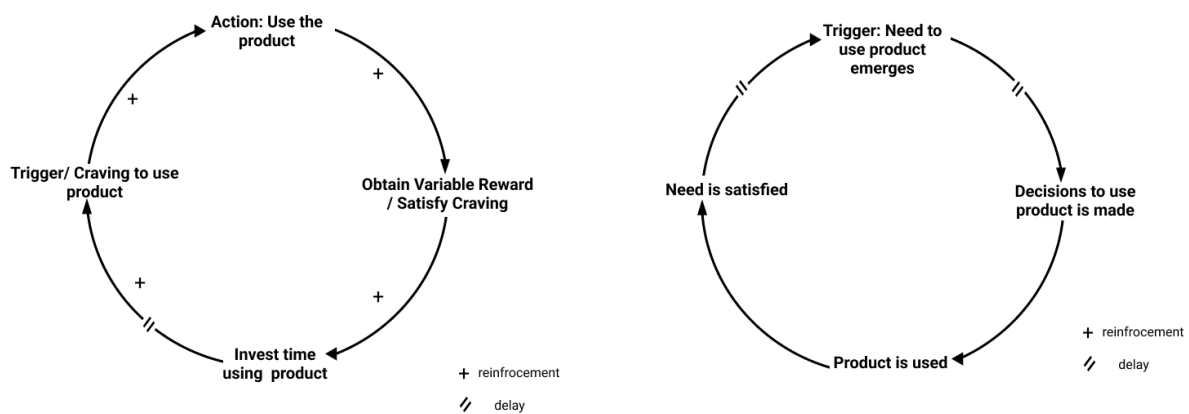 Action: Use the
product
+
+
Trigger/ Craving to use
product
Obtain Variable Reward
/ Satisfy Craving
+
+
Invest time
using product
+ reinfrocement
// delay
Trigger: Need to
use product
emerges
Need is satisfied
Decisions to use
product is made
Product is used
+ reinfrocement
// delay